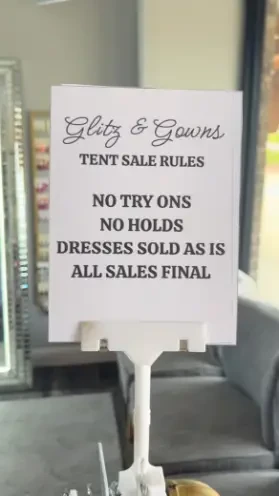 Glitz & Gowns
TENT SALE RULES
NO TRY ONS
NO HOLDS
DRESSES SOLD AS IS
ALL SALES FINAL